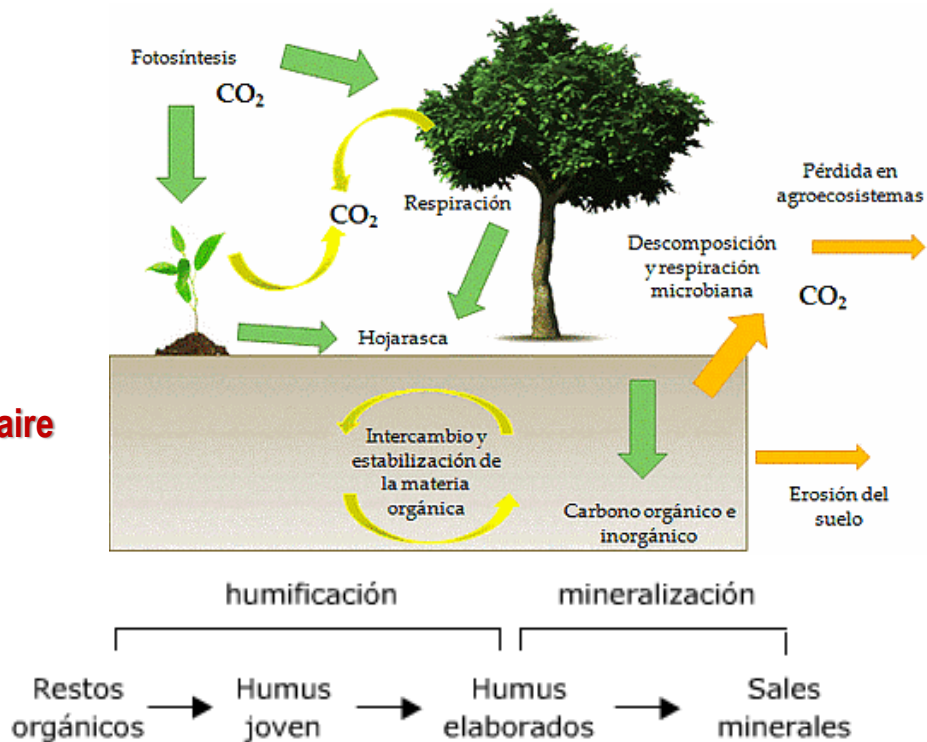 Fotosíntesis
CO₂
CO₂
Respiración
Pérdida en
agroecosistemas
Descomposición
y respiración
microbiana
CO₂
Hojarasca
aire
Intercambio y
estabilización de
la materia
orgánica
Carbono orgánico e
inorgánico
Erosión del
suelo
humificación
mineralización
Restos
orgánicos
Humus
joven
Humus
elaborados
Sales
minerales